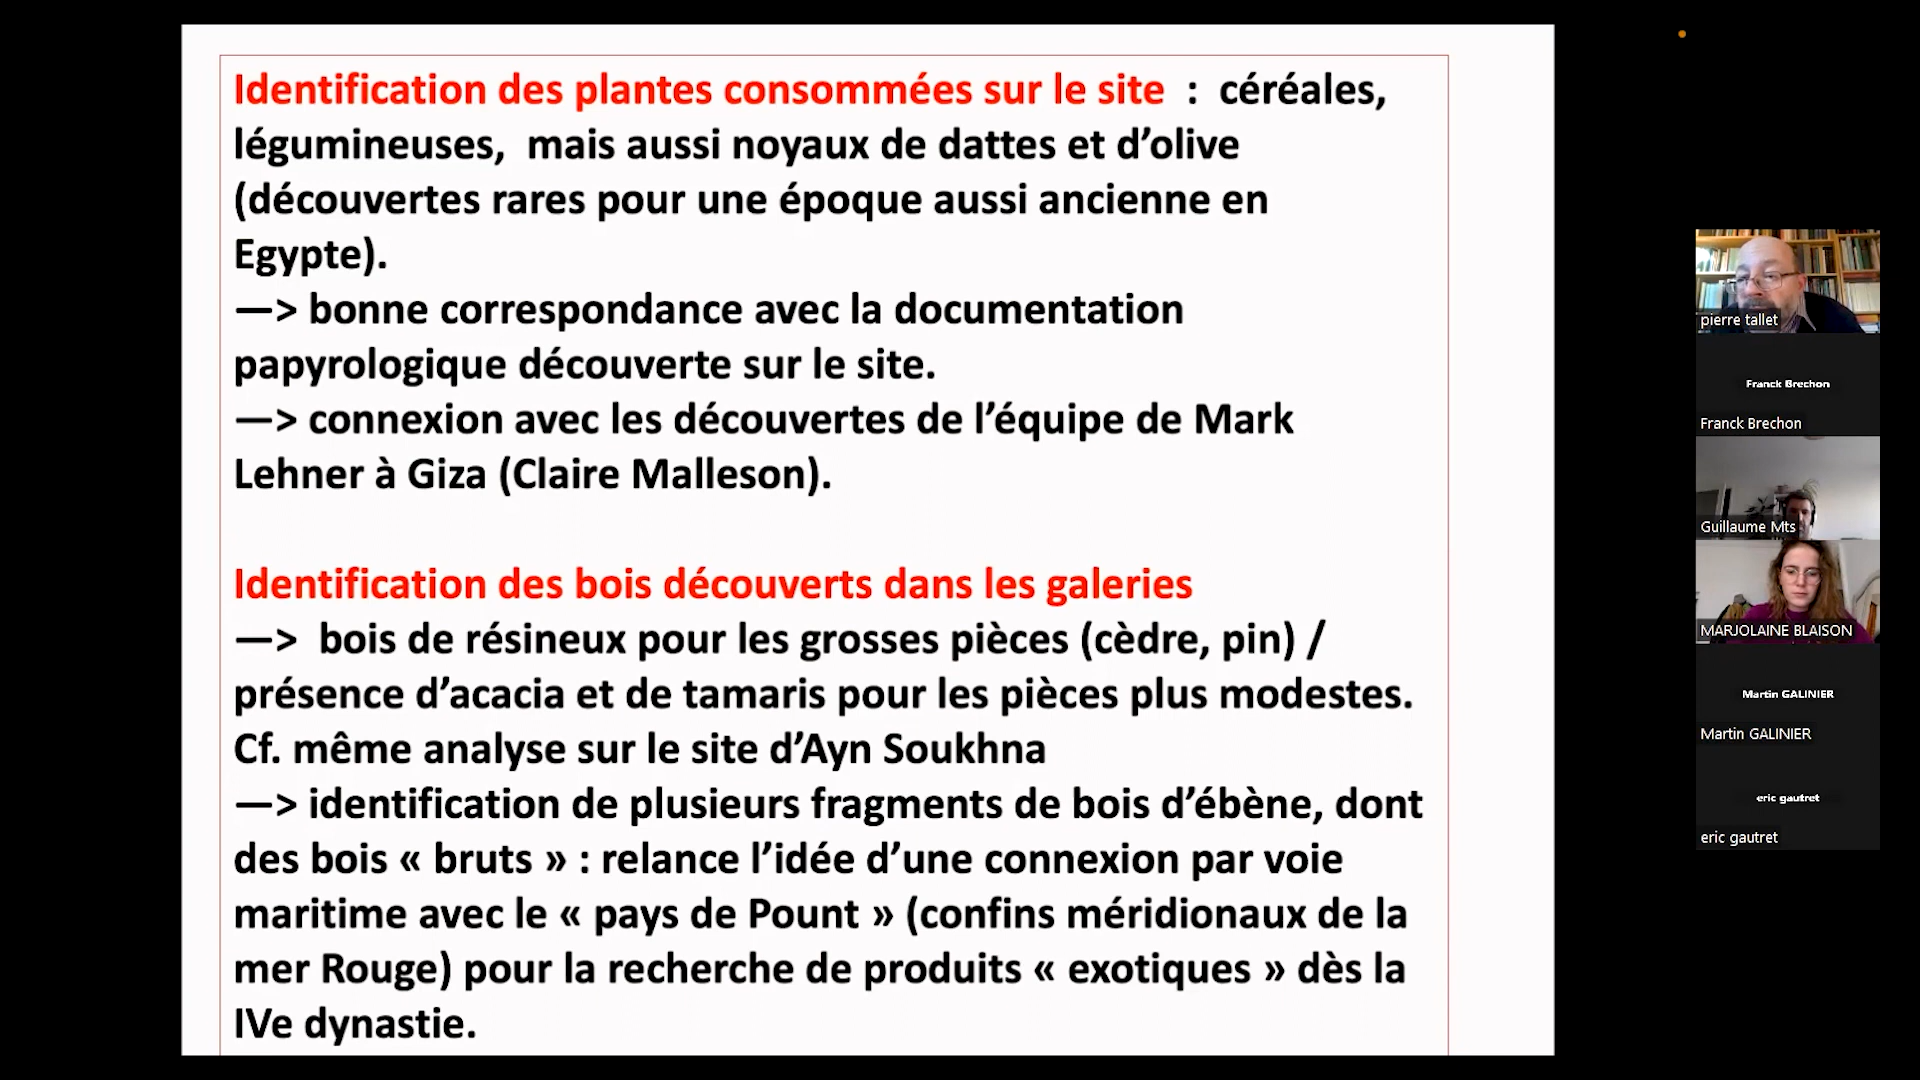 Identification des plantes consommées sur le site : céréales,
légumineuses, mais aussi noyaux de dattes et d’olive
(découvertes rares pour une époque aussi ancienne en
Egypte).
—> bonne correspondance avec la documentation
papyrologique découverte sur le site.
—> connexion avec les découvertes de l’équipe de Mark
Lehner à Giza (Claire Malleson).
Identification des bois découverts dans les galeries
—> bois de résineux pour les grosses pièces (cèdre, pin) /
présence d’acacia et de tamaris pour les pièces plus modestes.
Cf. même analyse sur le site d’Ayn Soukhna
—> identification de plusieurs fragments de bois d’ébène, dont
des bois « bruts » : relance l’idée d’une connexion par voie
maritime avec le « pays de Pount » (confins méridionaux de la
mer Rouge) pour la recherche de produits « exotiques » dès la
IVe dynastie.
pierre tallet
Franck Brechon
Franck Brechon
Guillaume Mts
MARJOLAINE BLAISON
Martin GALINIER
Martin GALINIER
eric gautret
eric gautret